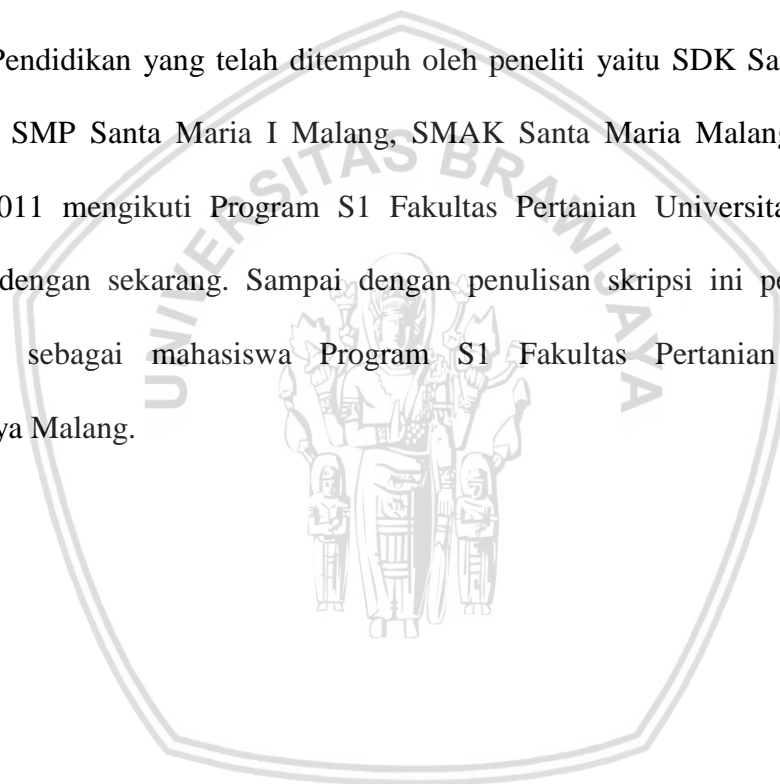 Pendidikan yang telah ditempuh oleh peneliti yaitu SDK Sa
SMP Santa Maria I Malang, SMAK Santa Maria Malang
011 mengikuti Program S1 Fakultas Pertanian Universita
dengan sekarang. Sampai dengan penulisan skripsi ini pe
sebagai mahasiswa Program S1 Fakultas Pertanian
ya Malang.
UNIVERSITAS BRAWIJAYA